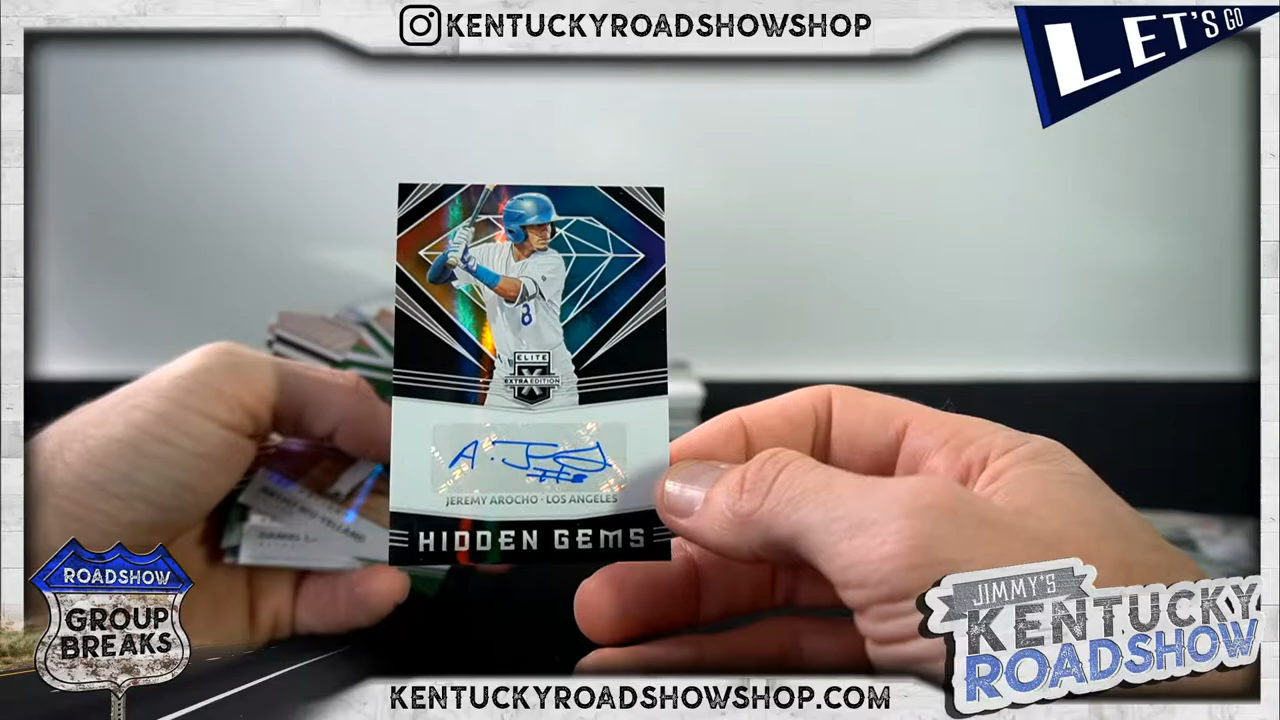 KENTUCKYROADSHOWSHOP
LET'S GO
8
ELITE
X
EXTRA EDITION
JEREMY AROCHO · LOS ANGELES
HIDDEN GEMS
ROADSHOW
GROUP
BREAKS
JIMMY'S
KENTUCKY
ROADSHOW
KENTUCKYROADSHOWSHOP.COM